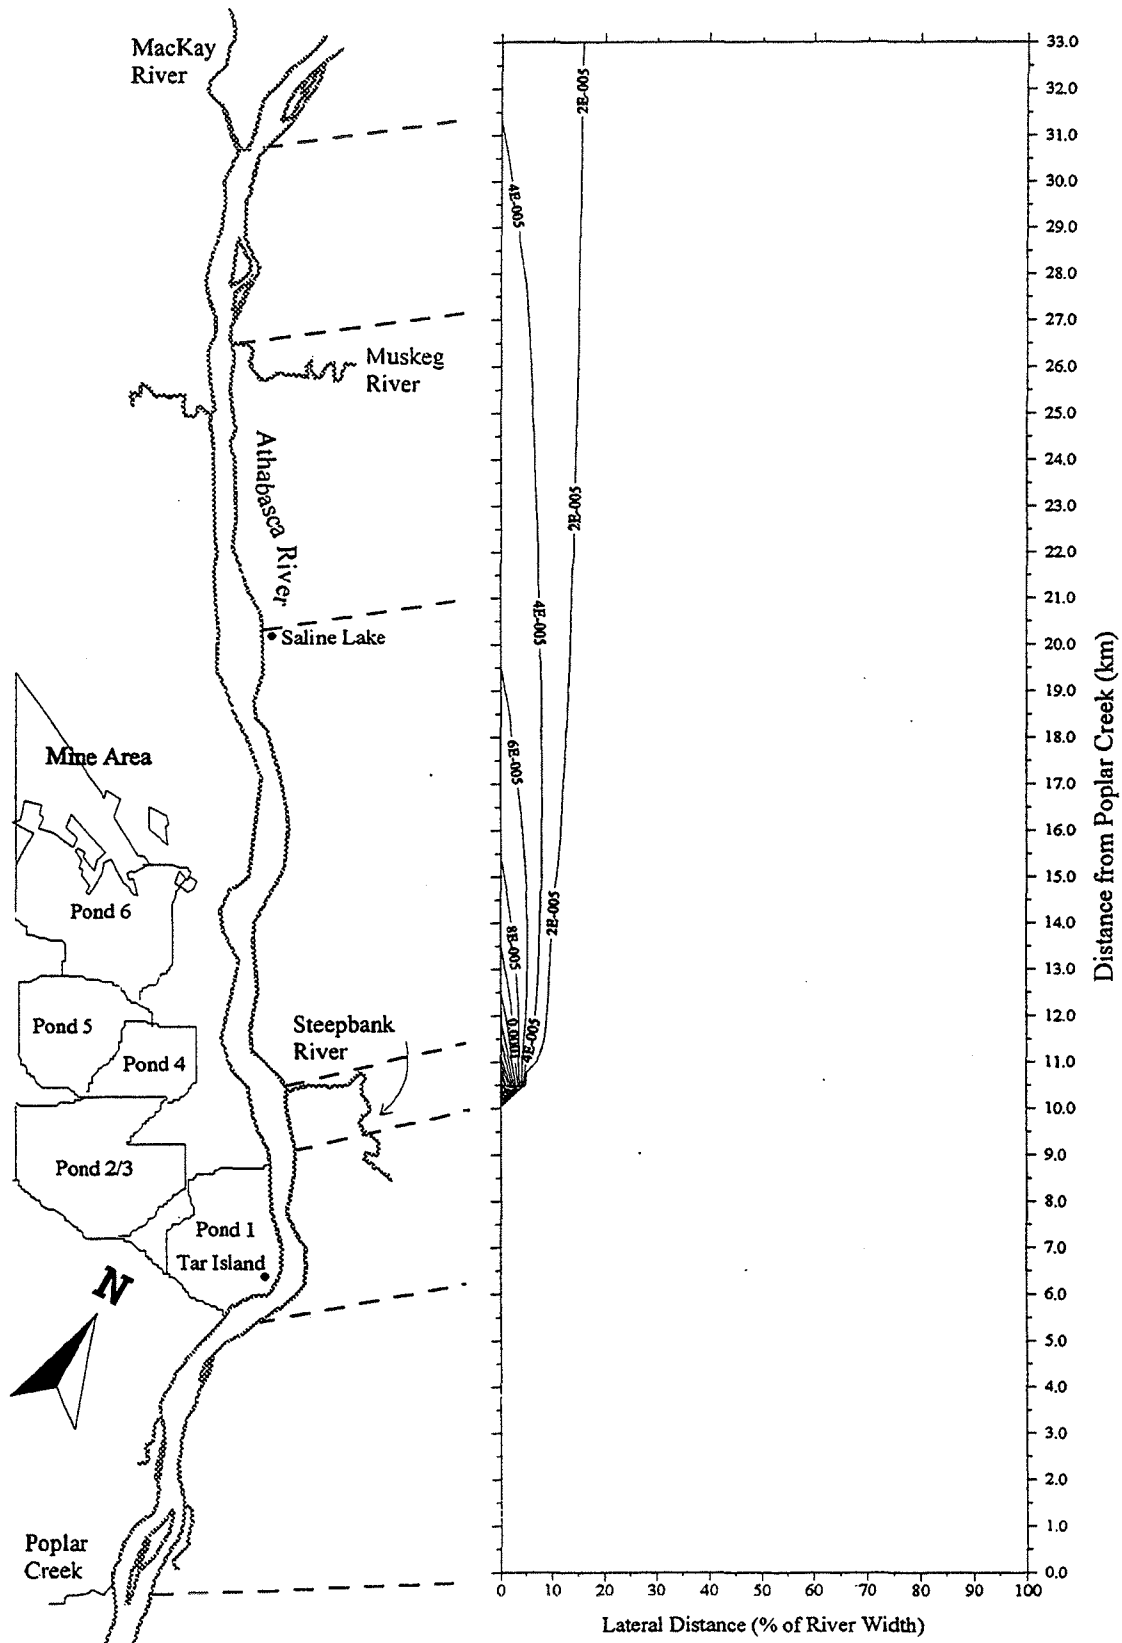 MacKay
River
Muskeg
River
Athabasca River
Saline Lake
Mine Area
Pond 6
Pond 5
Pond 4
Steepbank
River
Pond 2/3
Pond 1
Tar Island
N
Poplar
Creek
2E-005
4E-005
2E-005
4E-005
6E-005
2E-005
8E-005
0.0001
4E-005
33.0
32.0
31.0
30.0
29.0
28.0
27.0
26.0
25.0
24.0
23.0
22.0
21.0
20.0
19.0
18.0
17.0
16.0
15.0
14.0
13.0
12.0
11.0
10.0
9.0
8.0
7.0
6.0
5.0
4.0
3.0
2.0
1.0
0.0
Distance from Poplar Creek (km)
0 10 20 30 40 50 60 70 80 90 100
Lateral Distance (% of River Width)